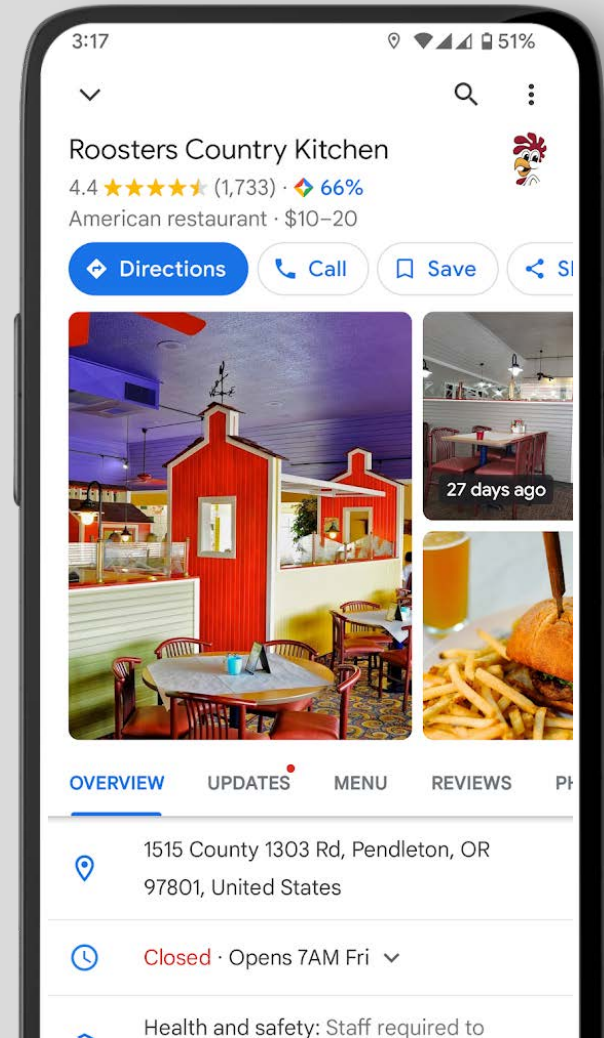 3:17 51%
Roosters Country Kitchen
4.4 (1,733) · 66%
American restaurant · $10–20
Directions Call Save
27 days ago
OVERVIEW UPDATES MENU REVIEWS
1515 County 1303 Rd, Pendleton, OR
97801, United States
Closed · Opens 7AM Fri
Health and safety: Staff required to